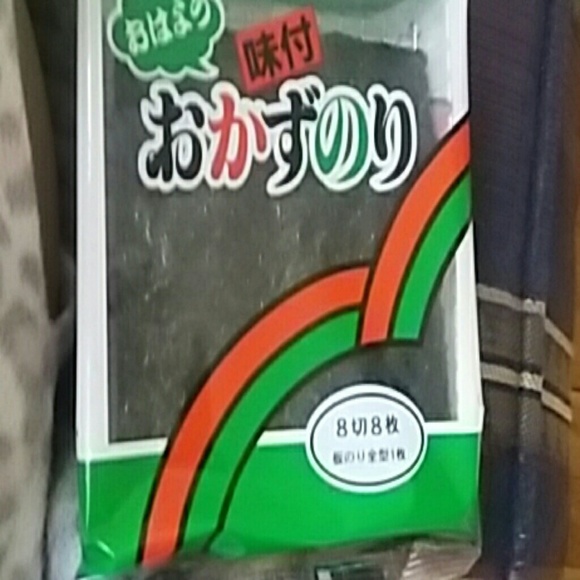 おはよの
味付
おかずのり
8切8枚
板のり全型1枚